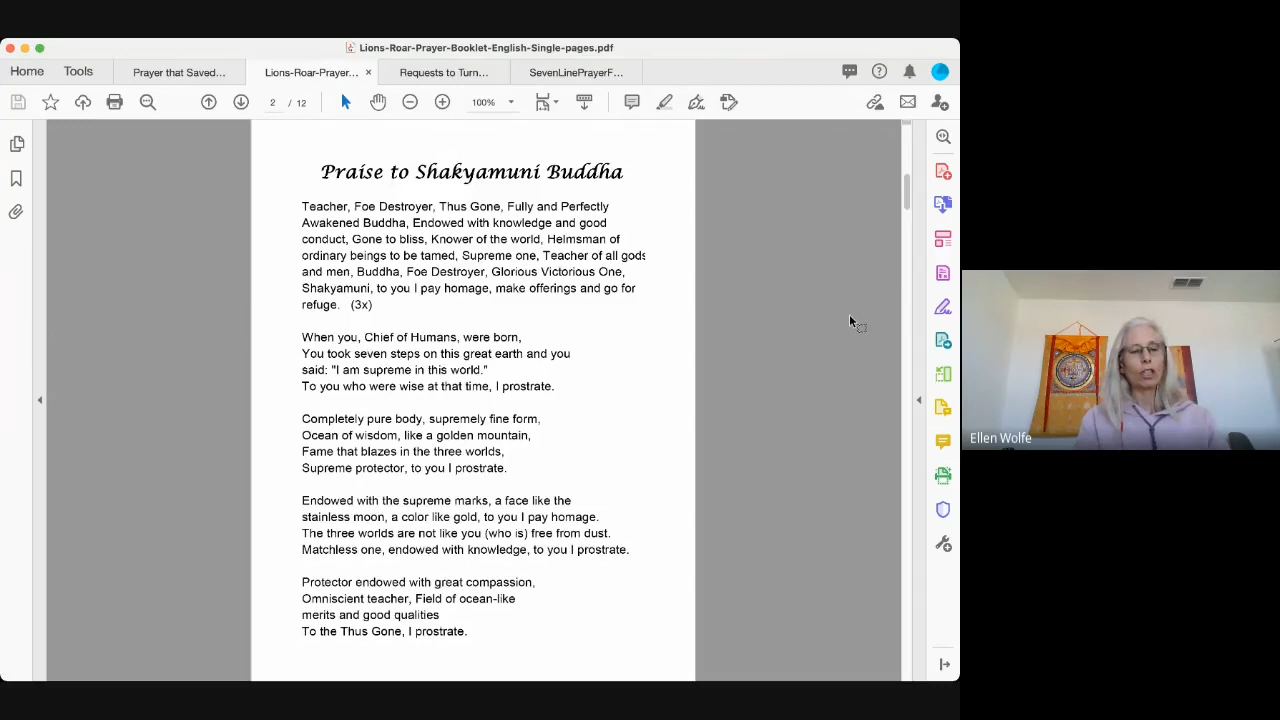 Lions-Roar-Prayer-Booklet-English-Single-pages.pdf
Home Tools Prayer that Saved... Lions-Roar-Prayer... × Requests to Turn... SevenLinePrayerF...
2 / 12 100%
Praise to Shakyamuni Buddha
Teacher, Foe Destroyer, Thus Gone, Fully and Perfectly
Awakened Buddha, Endowed with knowledge and good
conduct, Gone to bliss, Knower of the world, Helmsman of
ordinary beings to be tamed, Supreme one, Teacher of all gods
and men, Buddha, Foe Destroyer, Glorious Victorious One,
Shakyamuni, to you I pay homage, make offerings and go for
refuge. (3x)
When you, Chief of Humans, were born,
You took seven steps on this great earth and you
said: "I am supreme in this world."
To you who were wise at that time, I prostrate.
Completely pure body, supremely fine form,
Ocean of wisdom, like a golden mountain,
Fame that blazes in the three worlds,
Supreme protector, to you I prostrate.
Endowed with the supreme marks, a face like the
stainless moon, a color like gold, to you I pay homage.
The three worlds are not like you (who is) free from dust.
Matchless one, endowed with knowledge, to you I prostrate.
Protector endowed with great compassion,
Omniscient teacher, Field of ocean-like
merits and good qualities
To the Thus Gone, I prostrate.
Ellen Wolfe